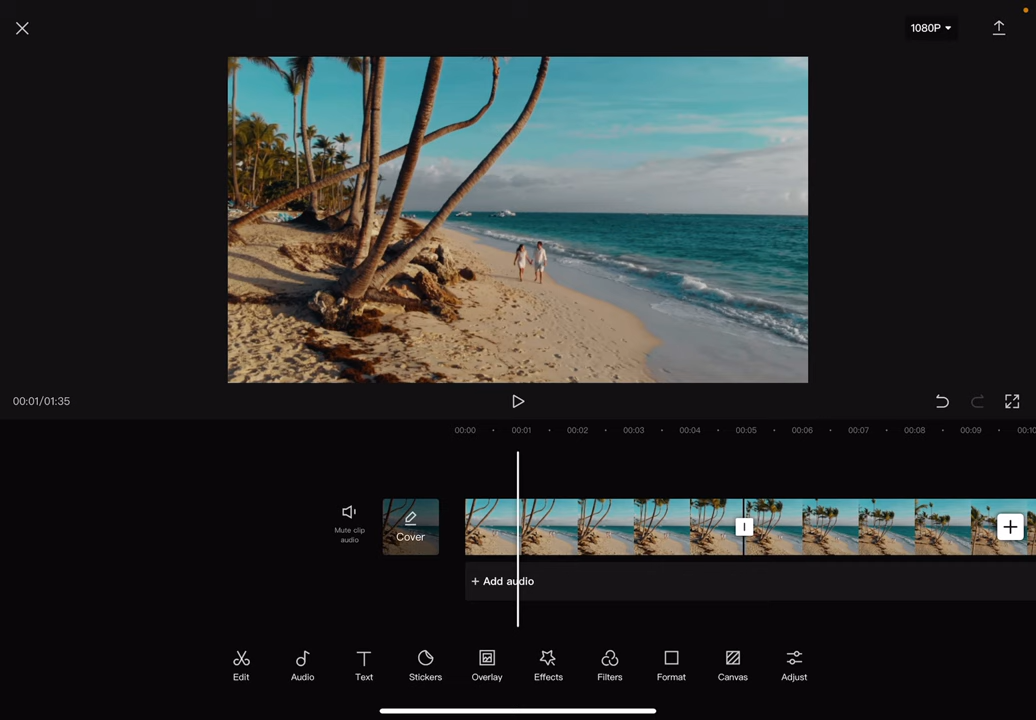 1080P
00:01/01:35
00:00 00:01 00:02 00:03 00:04 00:05 00:06 00:07 00:08 00:09 00:10
Mute clip
audio
Cover
+ Add audio
Edit Audio Text Stickers Overlay Effects Filters Format Canvas Adjust